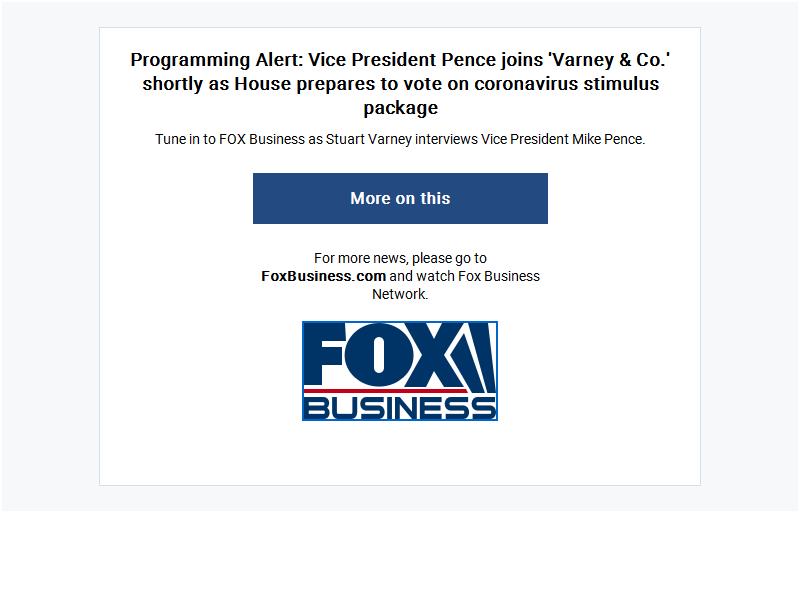 Programming Alert: Vice President Pence joins 'Varney & Co.'
shortly as House prepares to vote on coronavirus stimulus
package
Tune in to FOX Business as Stuart Varney interviews Vice President Mike Pence.
More on this
For more news, please go to
FoxBusiness.com and watch Fox Business
Network.
FOX
BUSINESS